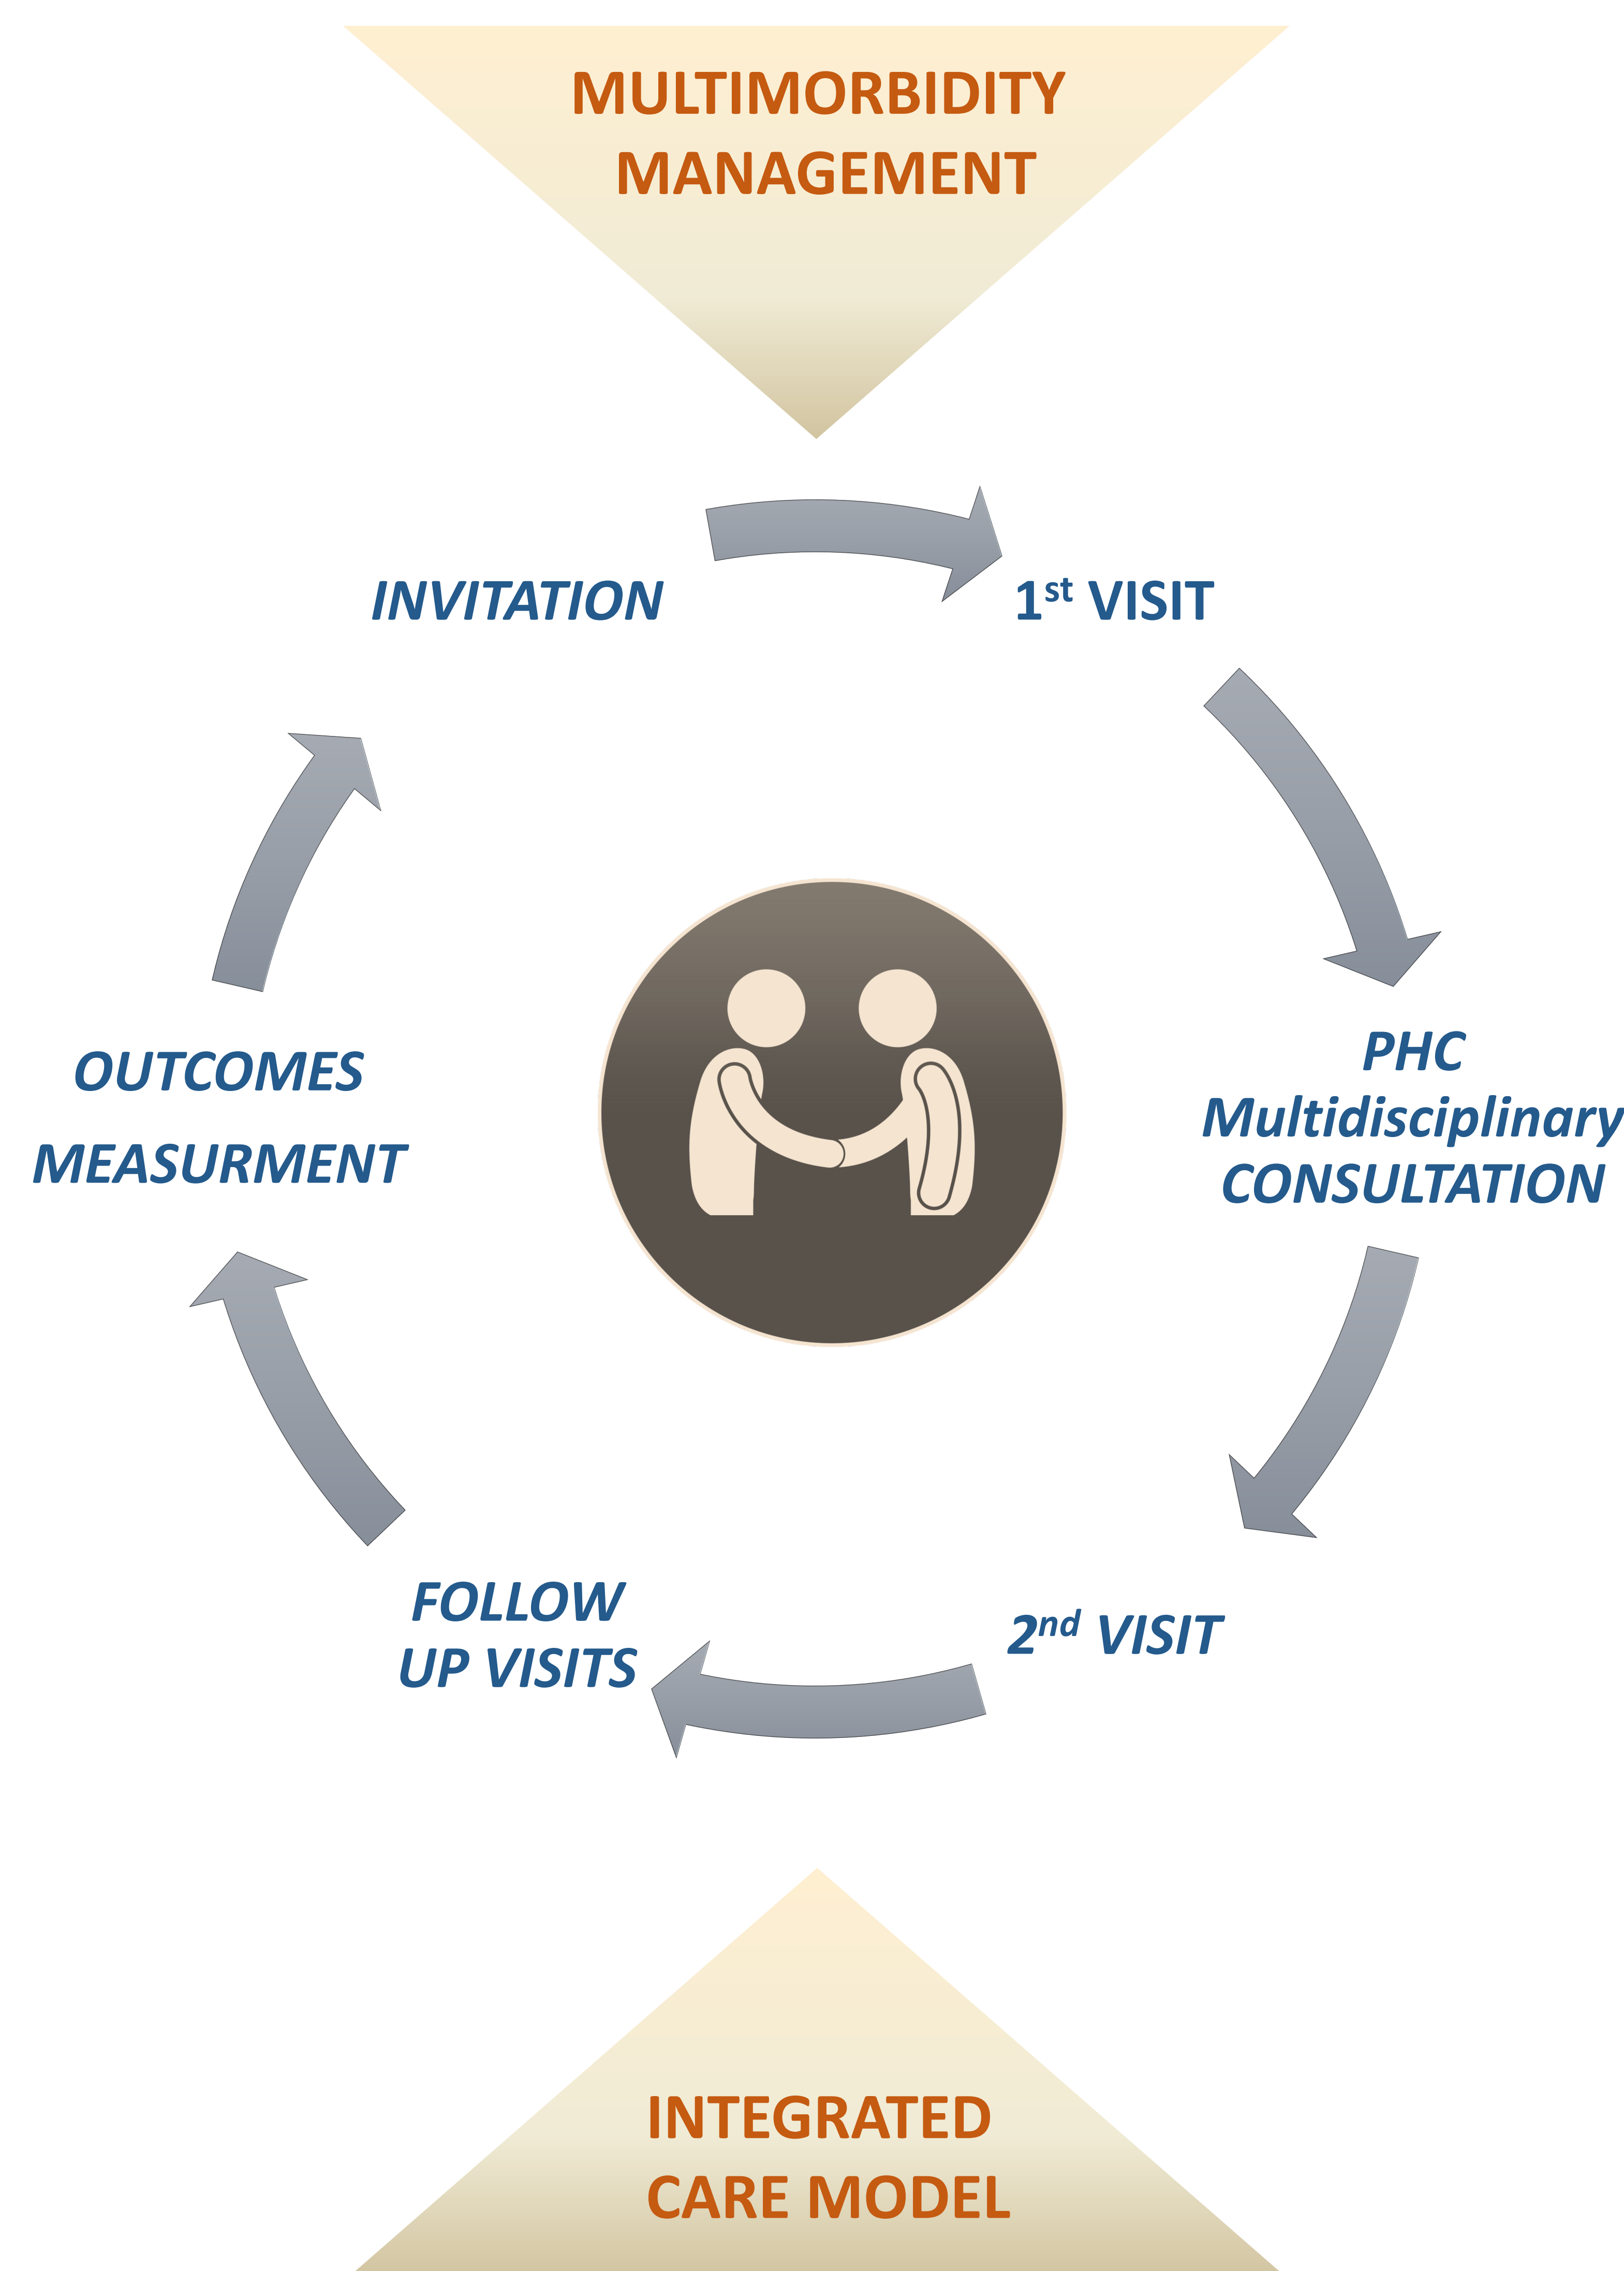 MULTIMORBIDITY
MANAGEMENT
INVITATION
1st VISIT
PHC
Multidisciplinary
CONSULTATION
2nd VISIT
FOLLOW
UP VISITS
OUTCOMES
MEASURMENT
INTEGRATED
CARE MODEL